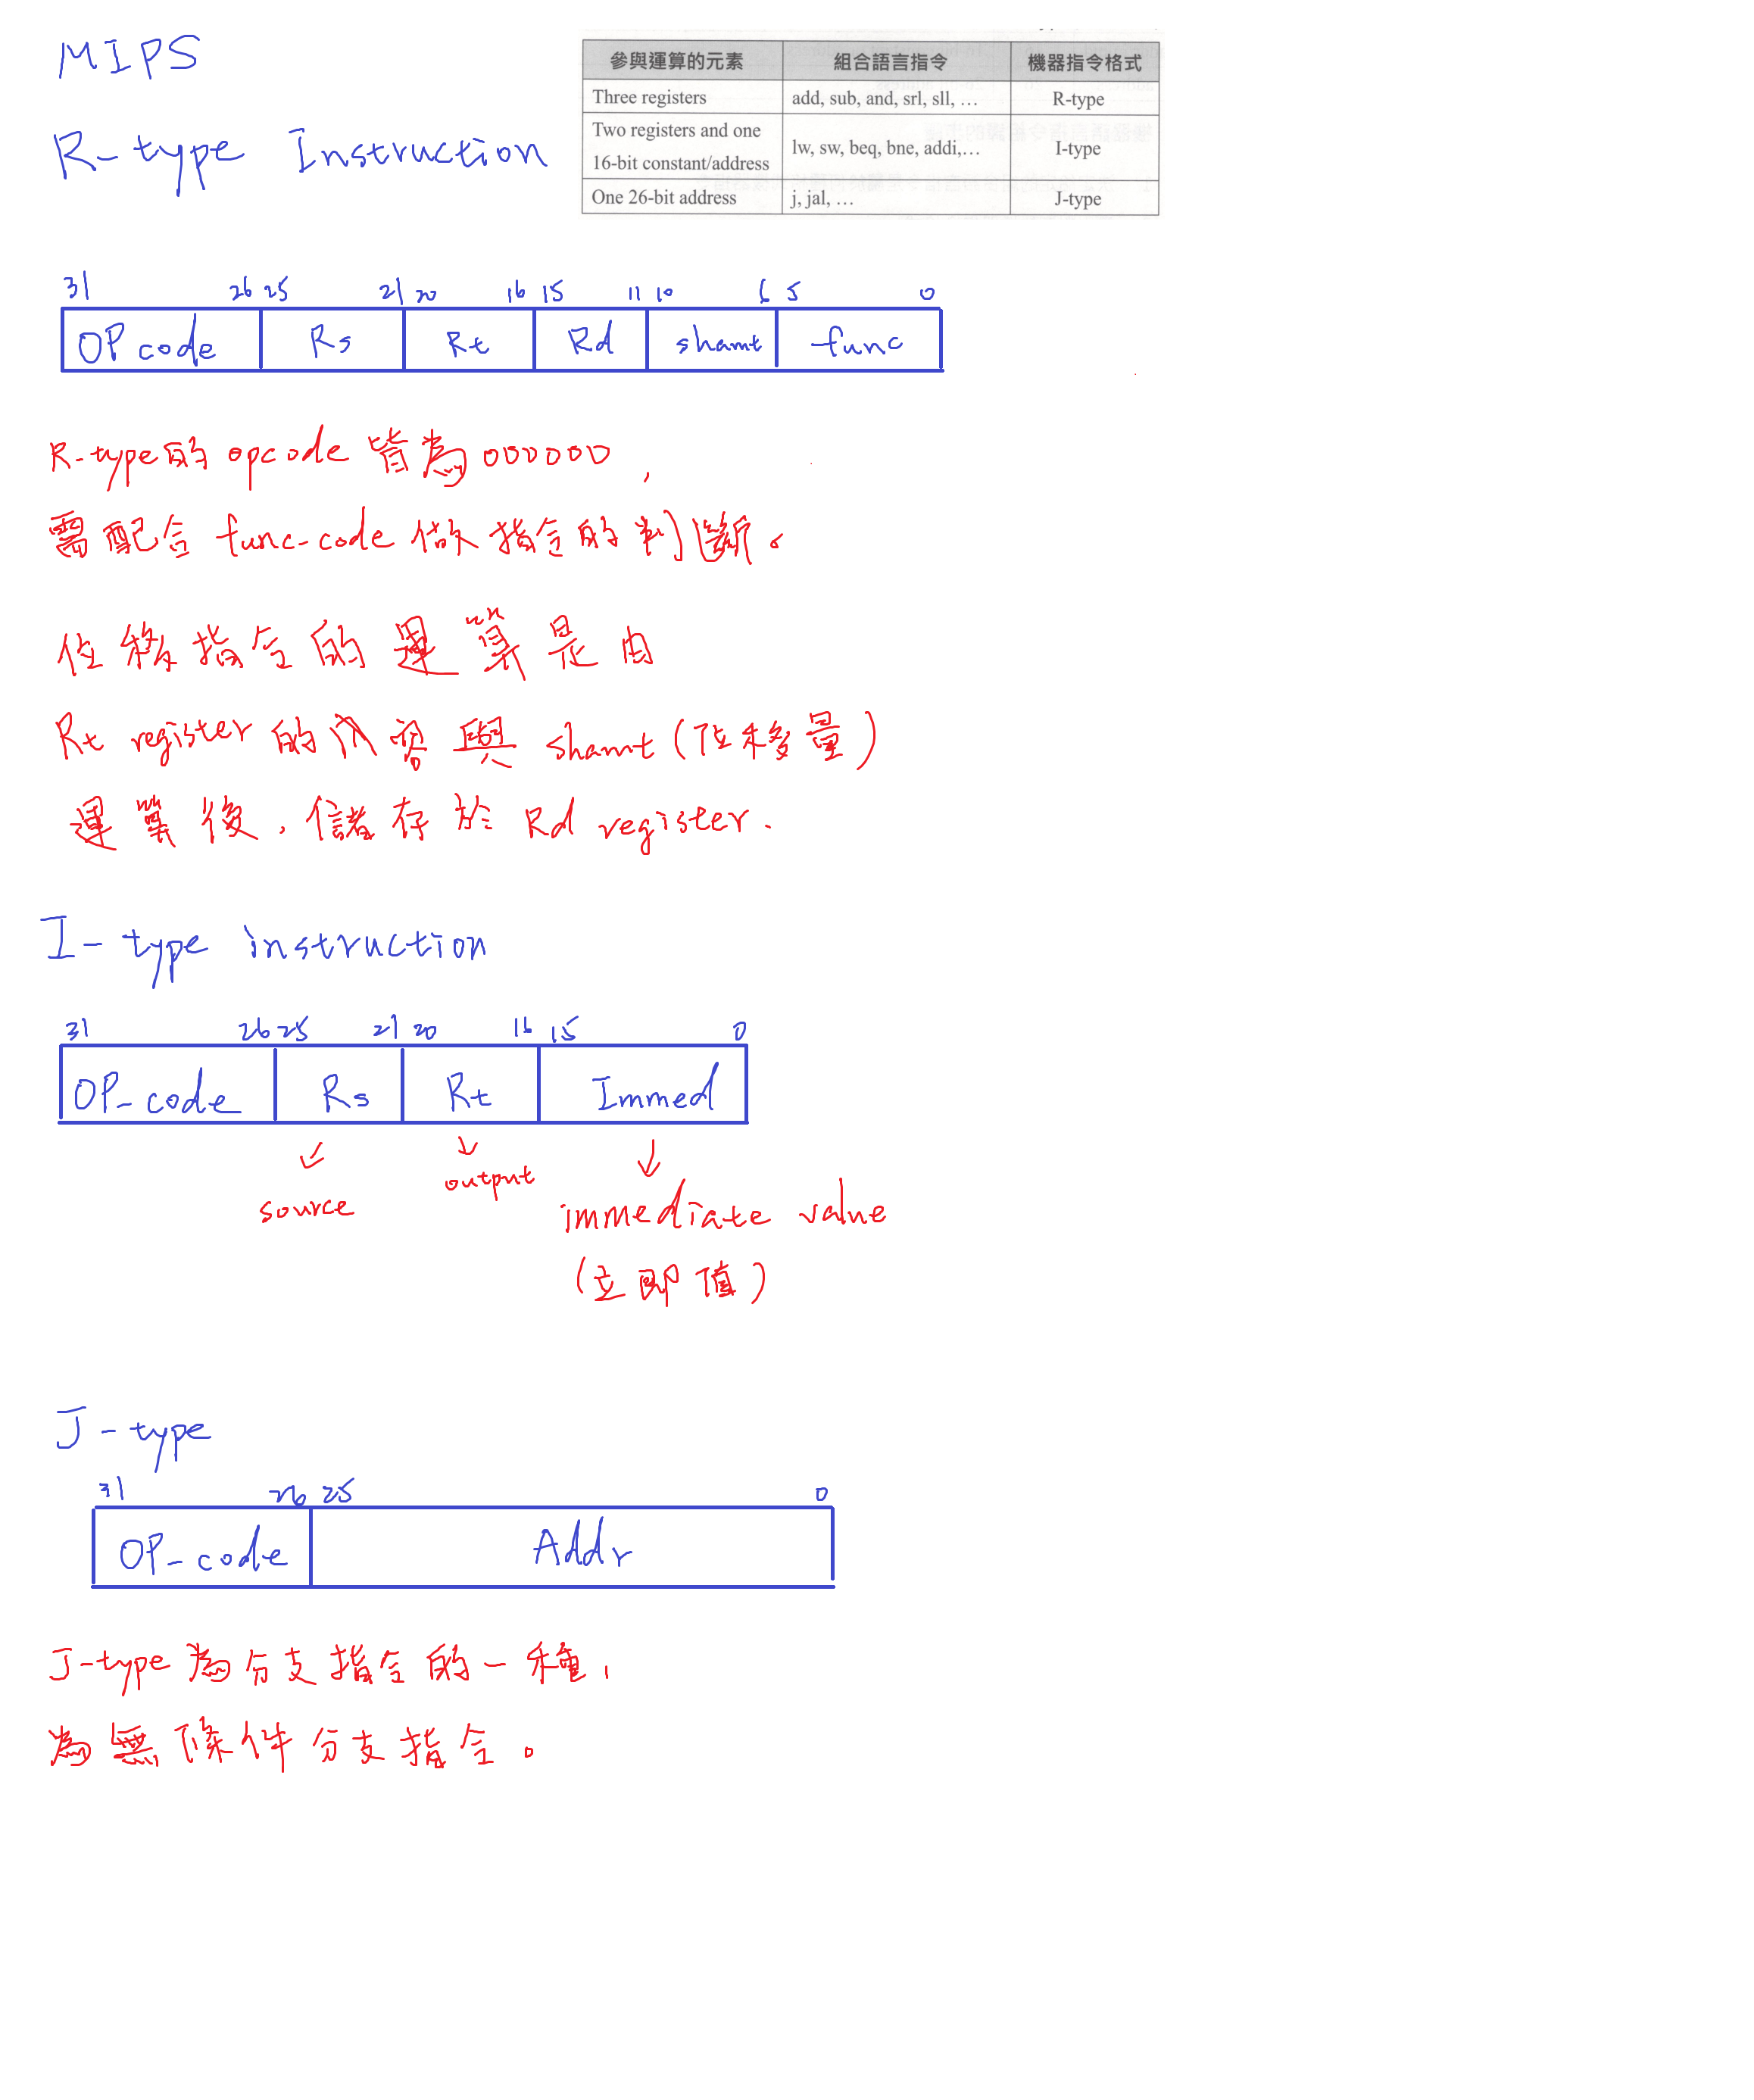 MIPS
R-type Instruction
參與運算的元素 組合語言指令 機器指令格式
Three registers add, sub, and, srl, sll, … R-type
Two registers and one
16-bit constant/address lw, sw, beq, bne, addi,… I-type
One 26-bit address j, jal, … J-type
31 26 25 21 20 16 15 11 10 6 5 0
OP code Rs Rt Rd shamt func
R-type的 opcode 皆為 000000,
需配合 func-code 做指令的判斷。
位移指令的運算是由
Rt register 的內容與 shamt (位移量)
運算後,儲存於 Rd register.
I-type instruction
31 26 25 21 20 16 15 0
OP-code Rs Rt Immed
source output immediate value
(立即值)
J-type
31 26 25 0
OP-code Addr
J-type 為分支指令的一種,
為無條件分支指令。